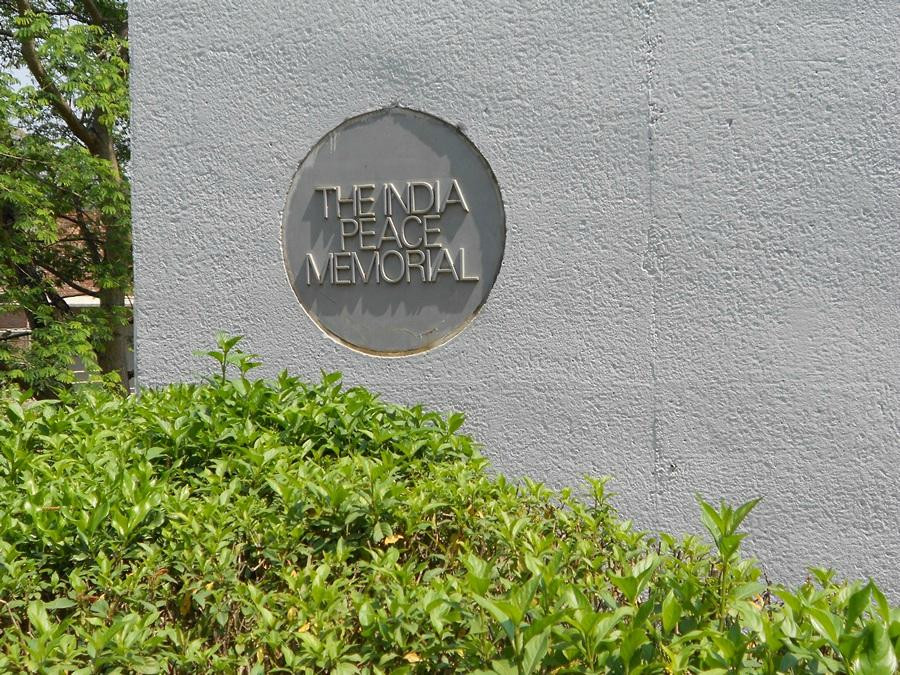 THE INDIA
PEACE
MEMORIAL